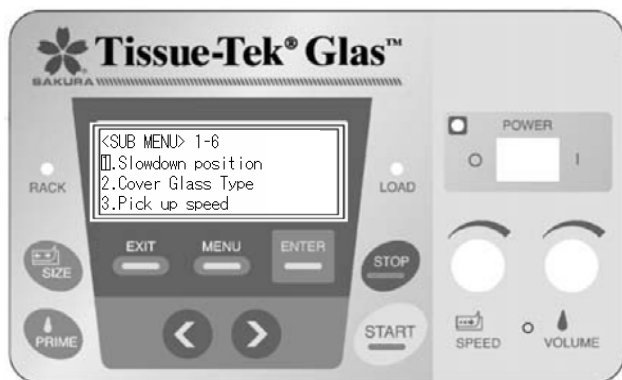 Tissue-Tek® Glas™
SAKURA
<SUB MENU> 1-6
1.Slowdown position
2.Cover Glass Type
3.Pick up speed
RACK
LOAD
EXIT
MENU
ENTER
STOP
SIZE
PRIME
START
POWER
O
I
SPEED
VOLUME